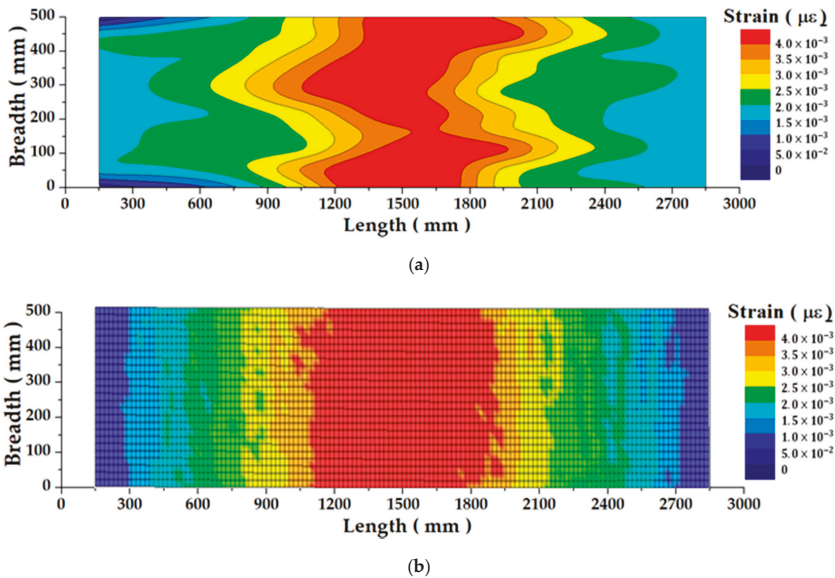 Strain ( με )
500
400
300
200
100
0
Breadth ( mm )
4.0 × 10⁻³
3.5 × 10⁻³
3.0 × 10⁻³
2.5 × 10⁻³
2.0 × 10⁻³
1.5 × 10⁻³
1.0 × 10⁻³
5.0 × 10⁻²
0
0 300 600 900 1200 1500 1800 2100 2400 2700 3000
Length ( mm )
(a)
Strain ( με )
500
400
300
200
100
0
Breadth ( mm )
4.0 × 10⁻³
3.5 × 10⁻³
3.0 × 10⁻³
2.5 × 10⁻³
2.0 × 10⁻³
1.5 × 10⁻³
1.0 × 10⁻³
5.0 × 10⁻²
0
0 300 600 900 1200 1500 1800 2100 2400 2700 3000
Length ( mm )
(b)